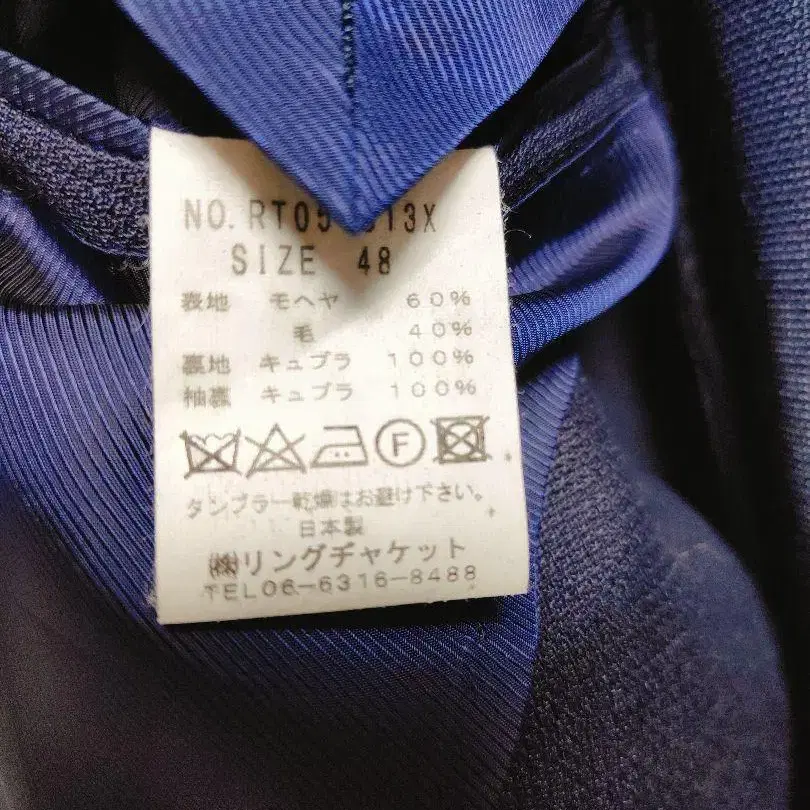 NO.RT05 013X
SIZE 48
表地 モヘヤ 60%
毛 40%
裏地 キュプラ 100%
袖裏 キュプラ 100%
F
タンブラー乾燥はお避け下さい。
日本製
㈱リングヂャケット
TEL06-6316-8488